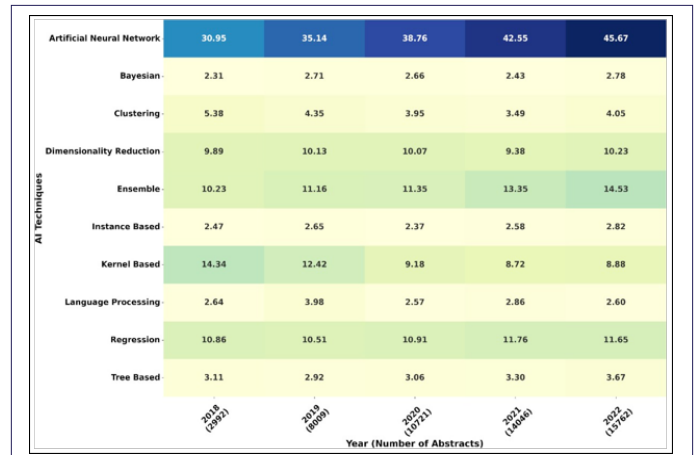 Artificial Neural Network 30.95 35.14 38.76 42.55 45.67
Bayesian 2.31 2.71 2.66 2.43 2.78
Clustering 5.38 4.35 3.95 3.49 4.05
Dimensionality Reduction 9.89 10.13 10.07 9.38 10.23
Ensemble 10.23 11.16 11.35 13.35 14.53
Instance Based 2.47 2.65 2.37 2.58 2.82
Kernel Based 14.34 12.42 9.18 8.72 8.88
Language Processing 2.64 3.98 2.57 2.86 2.60
Regression 10.86 10.51 10.91 11.76 11.65
Tree Based 3.11 2.92 3.06 3.30 3.67
AI Techniques
2018 2019 2020 2021 2022
(2992) (8009) (10721) (14046) (15762)
Year (Number of Abstracts)